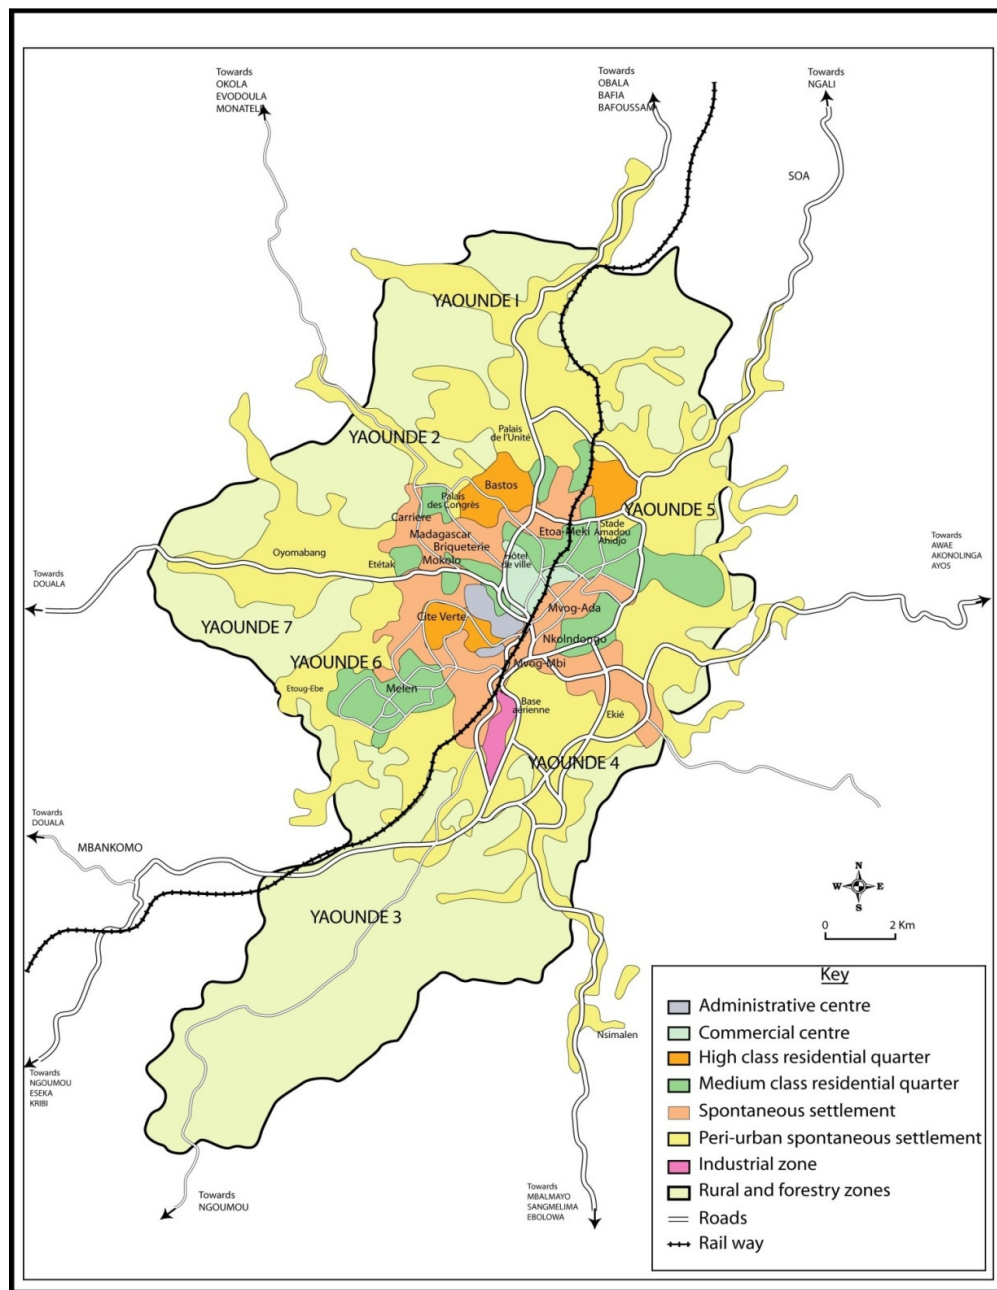 Towards
OKOLA
EVODOULA
MONATELE
Towards
OBALA
BAFIA
BAFOUSSAM
Towards
NGALI
SOA
YAOUNDE I
YAOUNDE 2
Palais
de l'Unité
Bastos
Palais
des Congrès
YAOUNDE 5
Carriere
Stade
Amadou
Ahidjo
Etoa-Meki
Madagascar
Briqueterie
Oyomabang
Etétak
Mokolo
Hôtel
de ville
Towards
AWAE
AKONOLINGA
AYOS
Towards
DOUALA
YAOUNDE 7
Cite Verte
Mvog-Ada
Nkolndongo
YAOUNDE 6
Mvog-Mbi
Etoug-Ebe
Melen
Base
aérienne
Ekié
YAOUNDE 4
Towards
DOUALA
MBANKOMO
YAOUNDE 3
N
W
E
S
0
2 Km
Nsimalen
Towards
NGOUMOU
ESEKA
KRIBI
Towards
NGOUMOU
Towards
MBALMAYO
SANGMELIMA
EBOLOWA
Key
Administrative centre
Commercial centre
High class residential quarter
Medium class residential quarter
Spontaneous settlement
Peri-urban spontaneous settlement
Industrial zone
Rural and forestry zones
Roads
Rail way